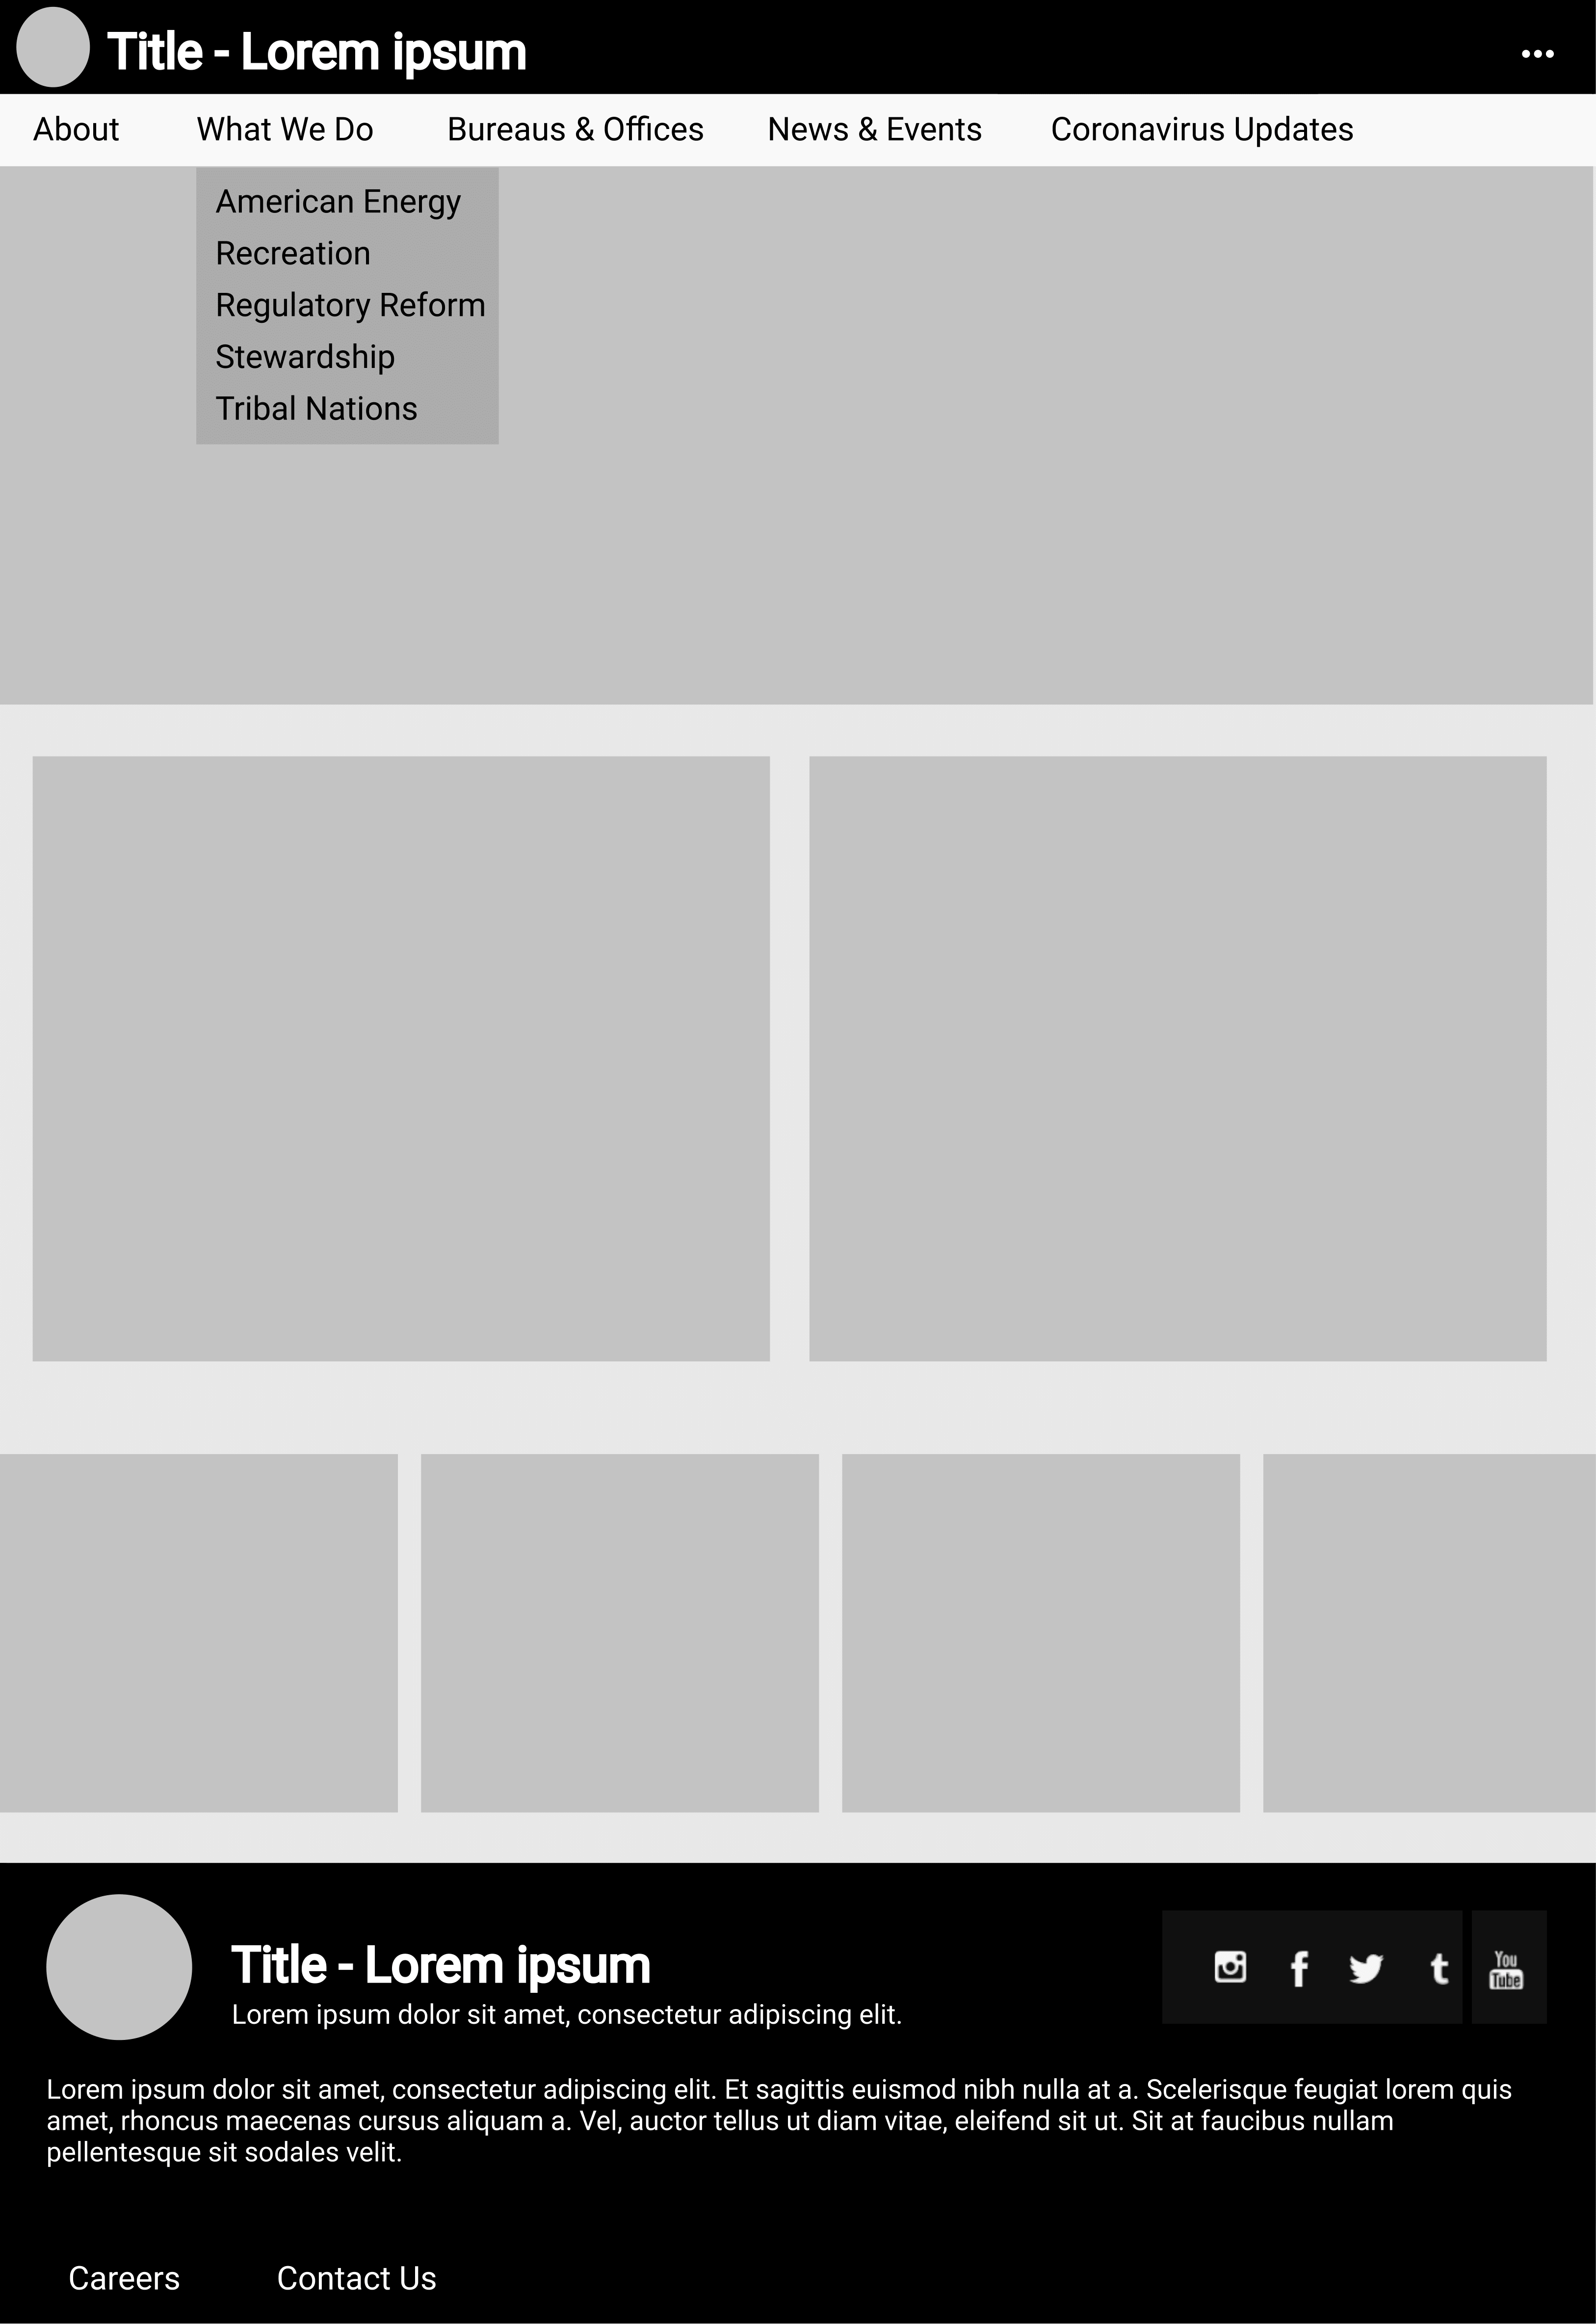 Title - Lorem ipsum
About What We Do Bureaus & Offices News & Events Coronavirus Updates
American Energy
Recreation
Regulatory Reform
Stewardship
Tribal Nations
Title - Lorem ipsum
Lorem ipsum dolor sit amet, consectetur adipiscing elit.
f t You Tube
Lorem ipsum dolor sit amet, consectetur adipiscing elit. Et sagittis euismod nibh nulla at a. Scelerisque feugiat lorem quis
amet, rhoncus maecenas cursus aliquam a. Vel, auctor tellus ut diam vitae, eleifend sit ut. Sit at faucibus nullam
pellentesque sit sodales velit.
Careers Contact Us